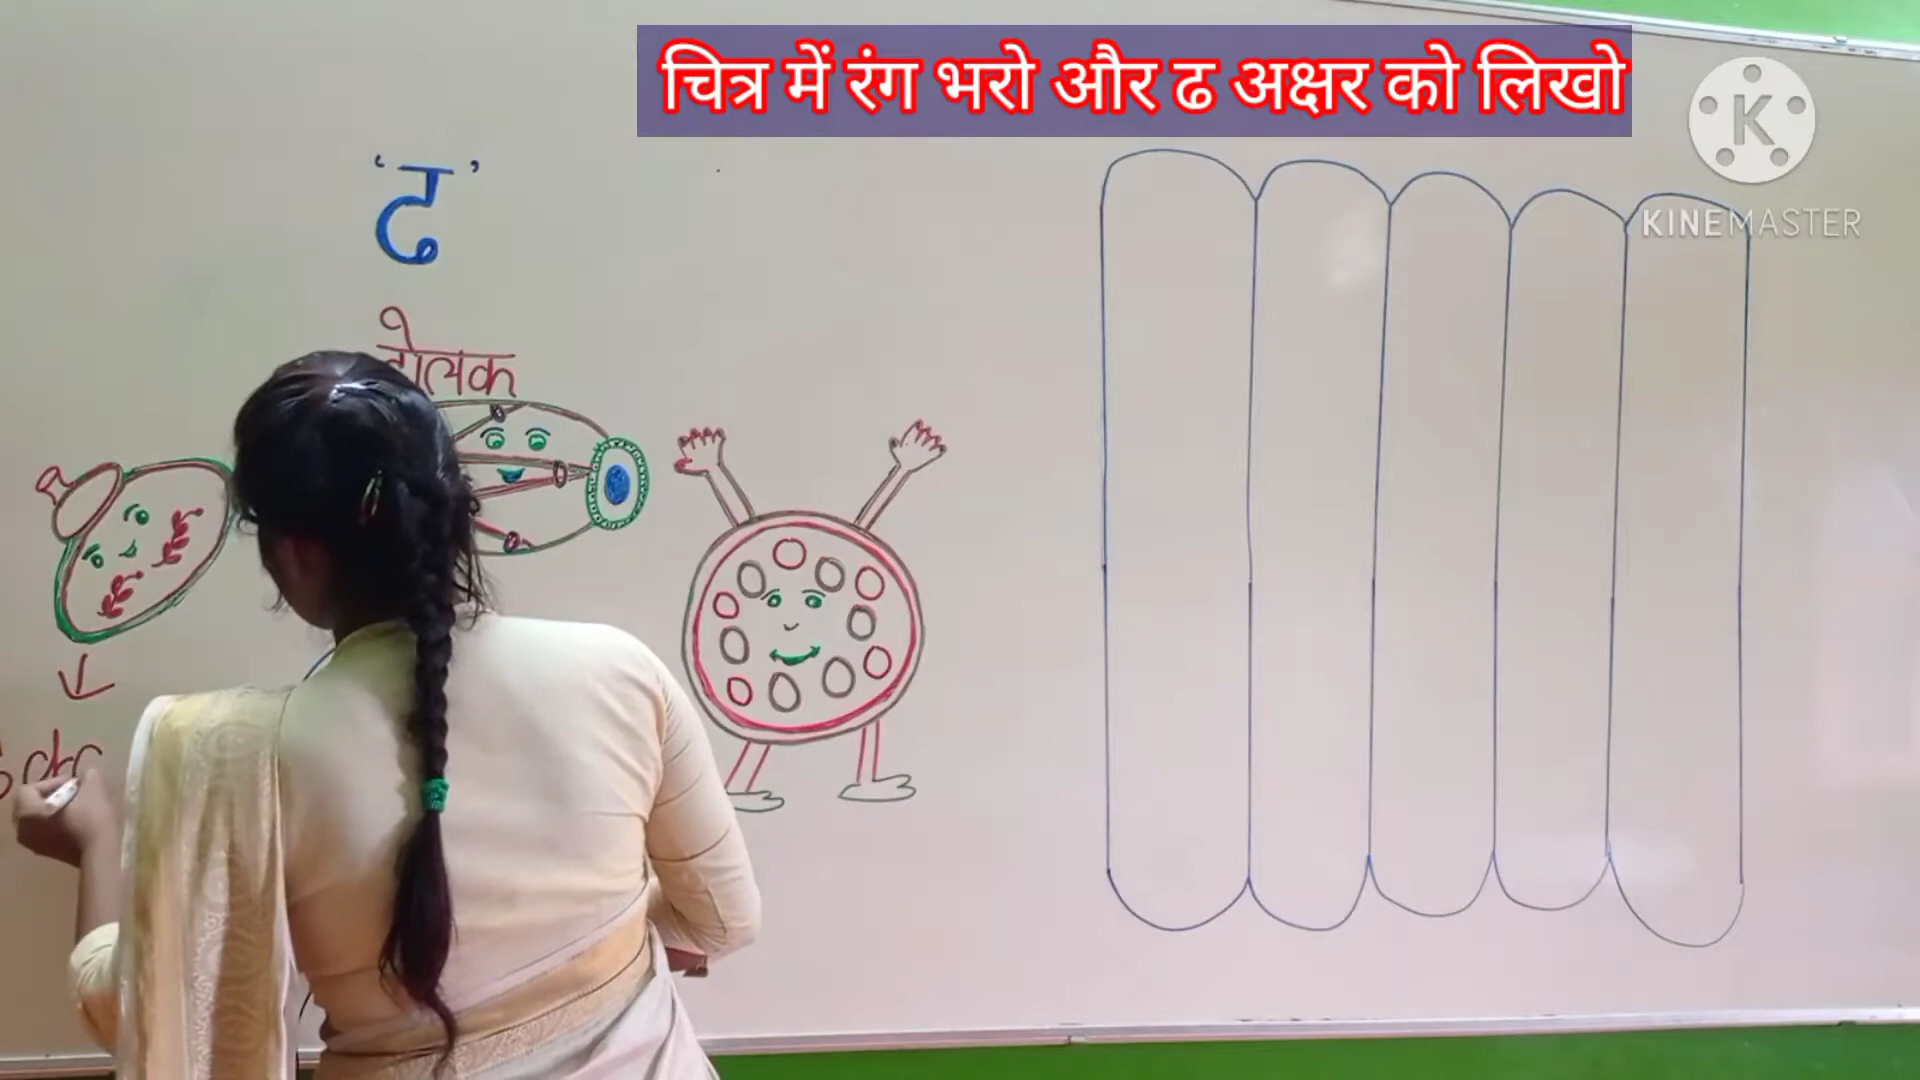 चित्र में रंग भरो और ढ अक्षर को लिखो
K
KINEMASTER
'ढ'
ढोलक